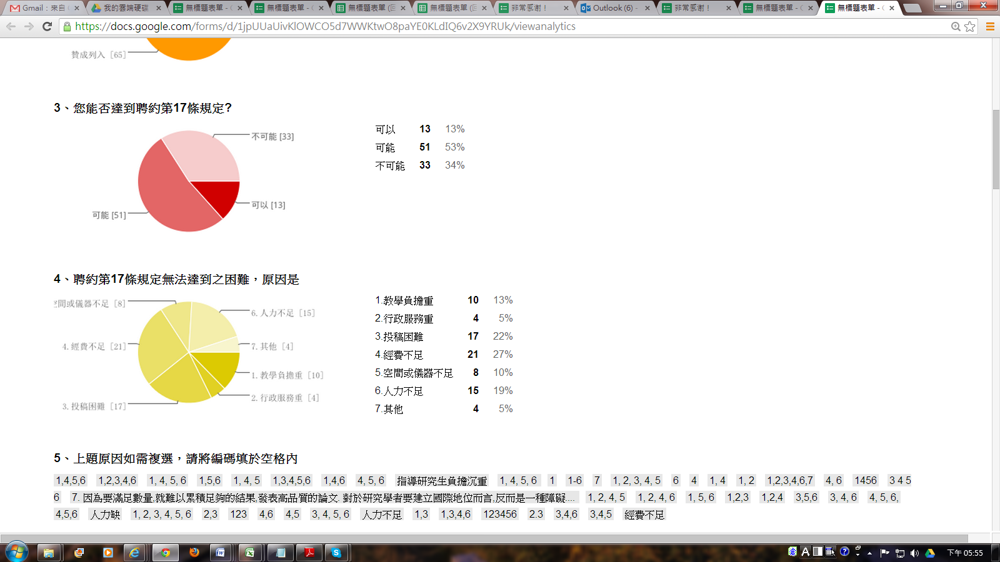 Gmail：來自 我的雲端硬碟 無標題表單 - 無標題表單 - 無標題表單 (回 無標題表單 (回 非常感谢！ Outlook (6) - 非常感谢！ 無標題表單 - 無標題表單 -
https://docs.google.com/forms/d/1jpUUaUivKlOWCO5d7WWKtwO8paYE0KLdIQ6v2X9YRUk/viewanalytics
贊成列入 [65]
3、您能否達到聘約第17條規定?
不可能 [33]
可以 [13]
可能 [51]
可以 13 13%
可能 51 53%
不可能 33 34%
4、聘約第17條規定無法達到之困難，原因是
空間或儀器不足 [8]
6. 人力不足 [15]
4. 經費不足 [21]
7. 其他 [4]
1. 教學負擔重 [10]
2. 行政服務重 [4]
3. 投稿困難 [17]
1.教學負擔重 10 13%
2.行政服務重 4 5%
3.投稿困難 17 22%
4.經費不足 21 27%
5.空間或儀器不足 8 10%
6.人力不足 15 19%
7.其他 4 5%
5、上題原因如需複選，請將編碼填於空格內
1,4,5,6 1,2,3,4,6 1, 4, 5, 6 1,5,6 1, 4, 5 1,3,4,5,6 1,4,6 4, 5, 6 指導研究生負擔沉重 1, 4, 5, 6 1 1-6 7 1, 2, 3, 4, 5 6 4 1, 4 1, 2 1,2,3,4,6,7 4, 6 1456 3 4 5
6 7. 因為要滿足數量,就難以累積足夠的結果,發表高品質的論文. 對於研究學者要建立國際地位而言,反而是一種障礙.... 1, 2, 4, 5 1, 2, 4, 6 1, 5, 6 1,2,3 1,2,4 3,5,6 3, 4, 6 4, 5, 6,
4,5,6 人力缺 1, 2, 3, 4, 5, 6 2,3 123 4,6 4,5 3, 4, 5, 6 人力不足 1,3 1,3,4,6 123456 2.3 3,4,6 3,4,5 經費不足
下午 05:55